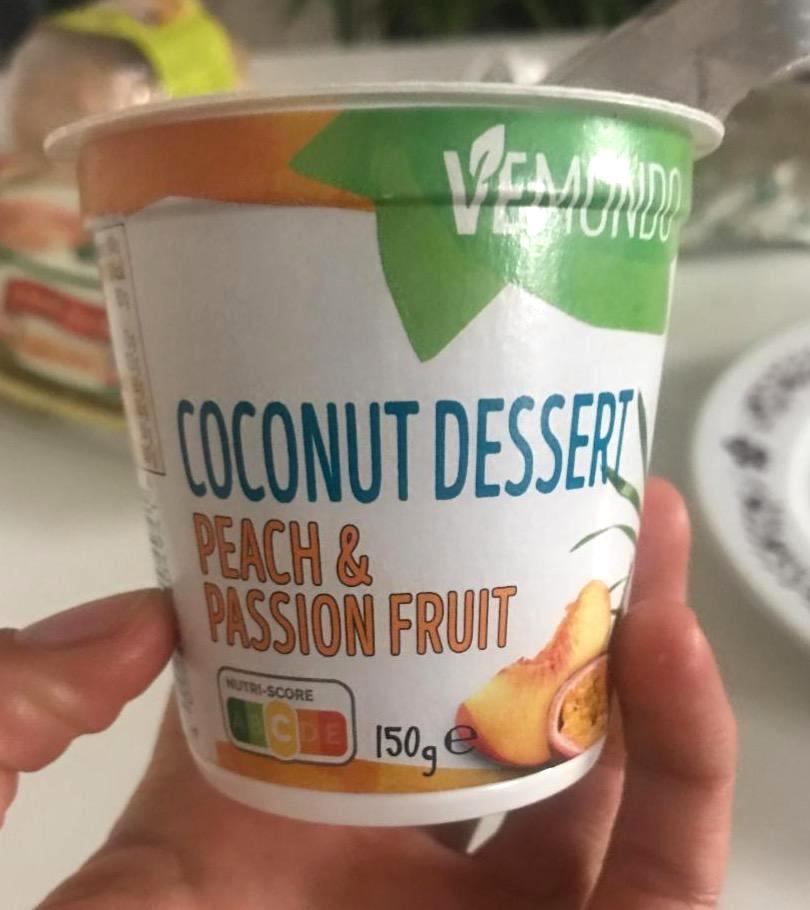 VEMONDO
COCONUT DESSERT
PEACH &
PASSION FRUIT
NUTRI-SCORE
A B C D E
150g e